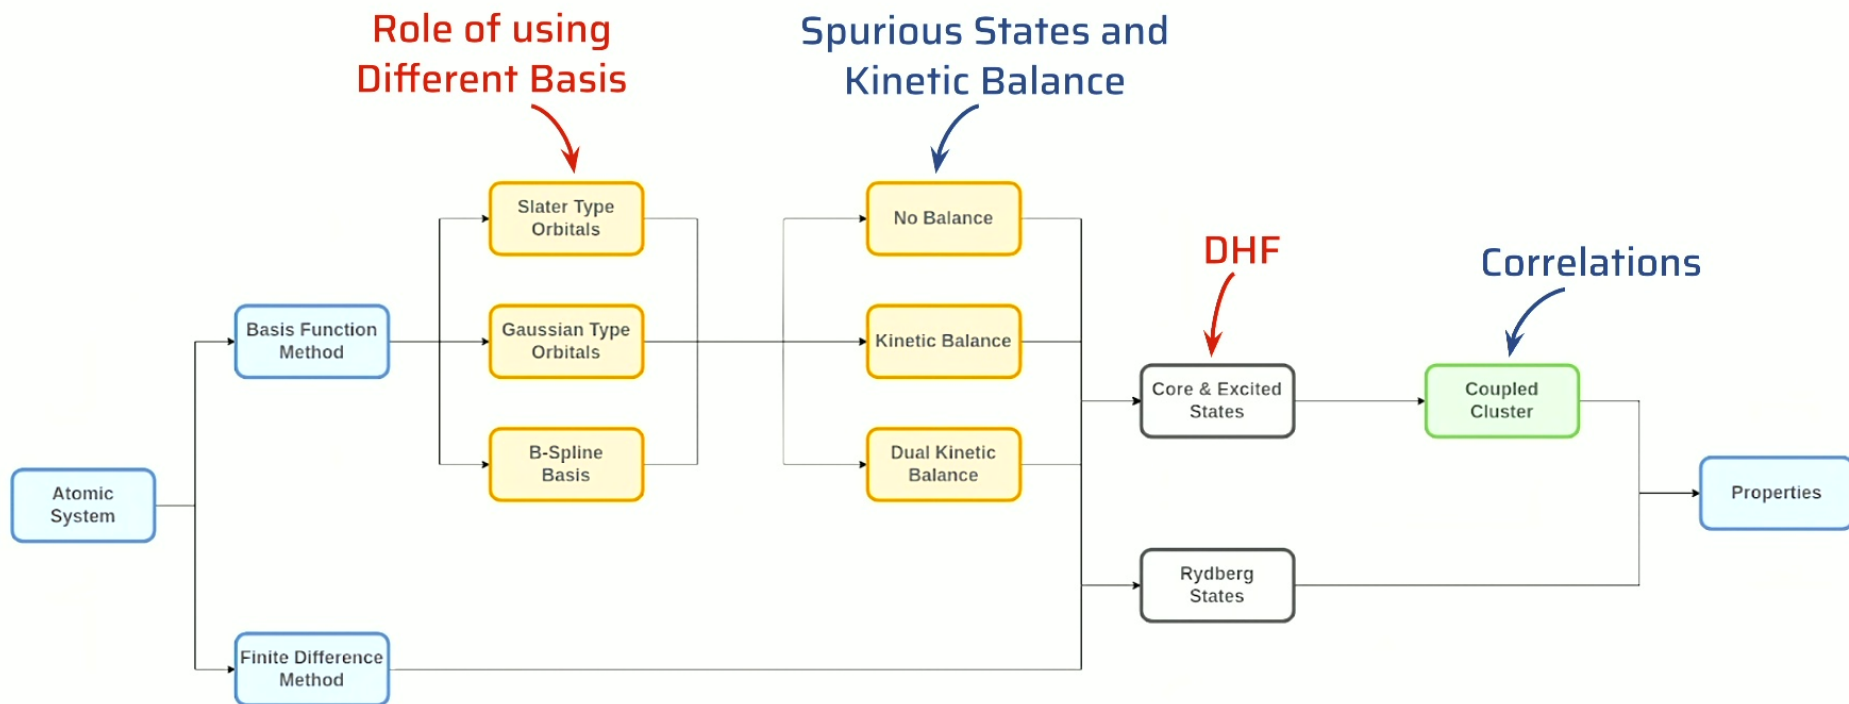 Role of using
Different Basis
Spurious States and
Kinetic Balance
Slater Type
Orbitals
No Balance
DHF
Correlations
Basis Function
Method
Gaussian Type
Orbitals
Kinetic Balance
Core & Excited
States
Coupled
Cluster
B-Spline
Basis
Dual Kinetic
Balance
Atomic
System
Properties
Rydberg
States
Finite Difference
Method